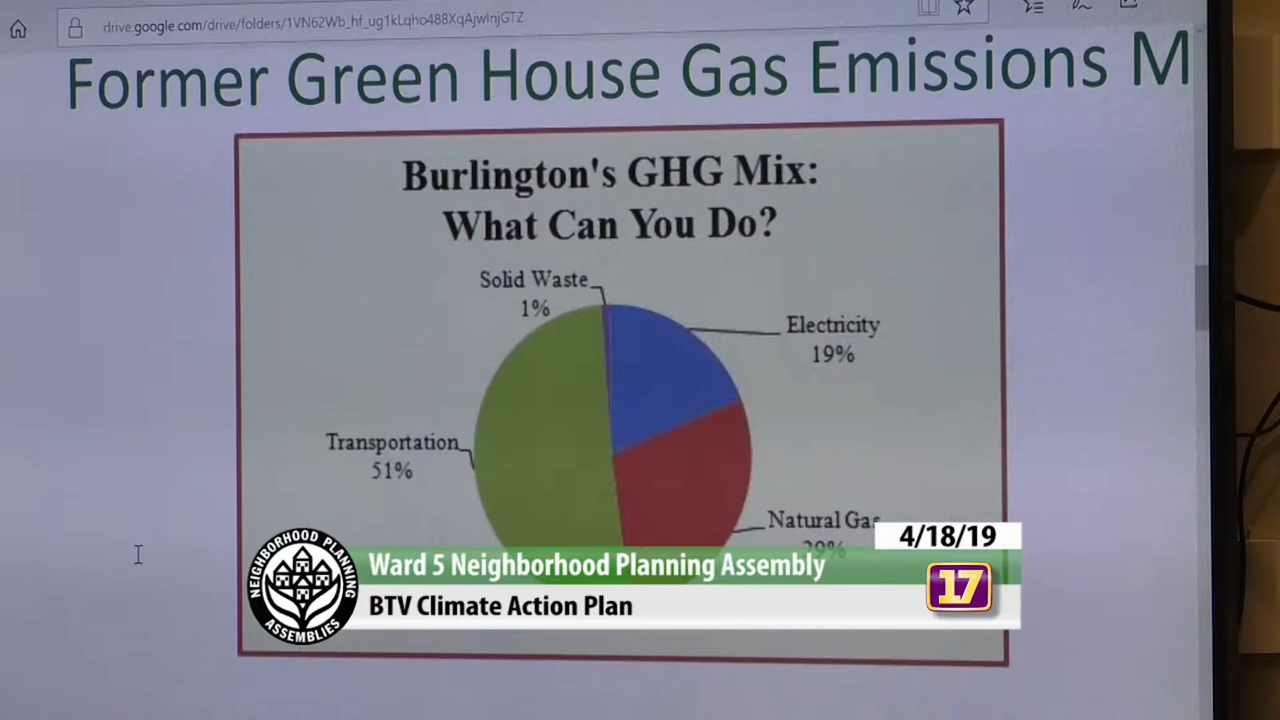 drive.google.com/drive/folders/1VN62Wb_hf_ug1kLqho488XqAjwlnjGTZ
Former Green House Gas Emissions M
Burlington's GHG Mix:
What Can You Do?
Solid Waste
1%
Electricity
19%
Transportation
51%
Natural Gas
29%
4/18/19
NEIGHBORHOOD PLANNING
ASSEMBLIES
Ward 5 Neighborhood Planning Assembly
BTV Climate Action Plan
17